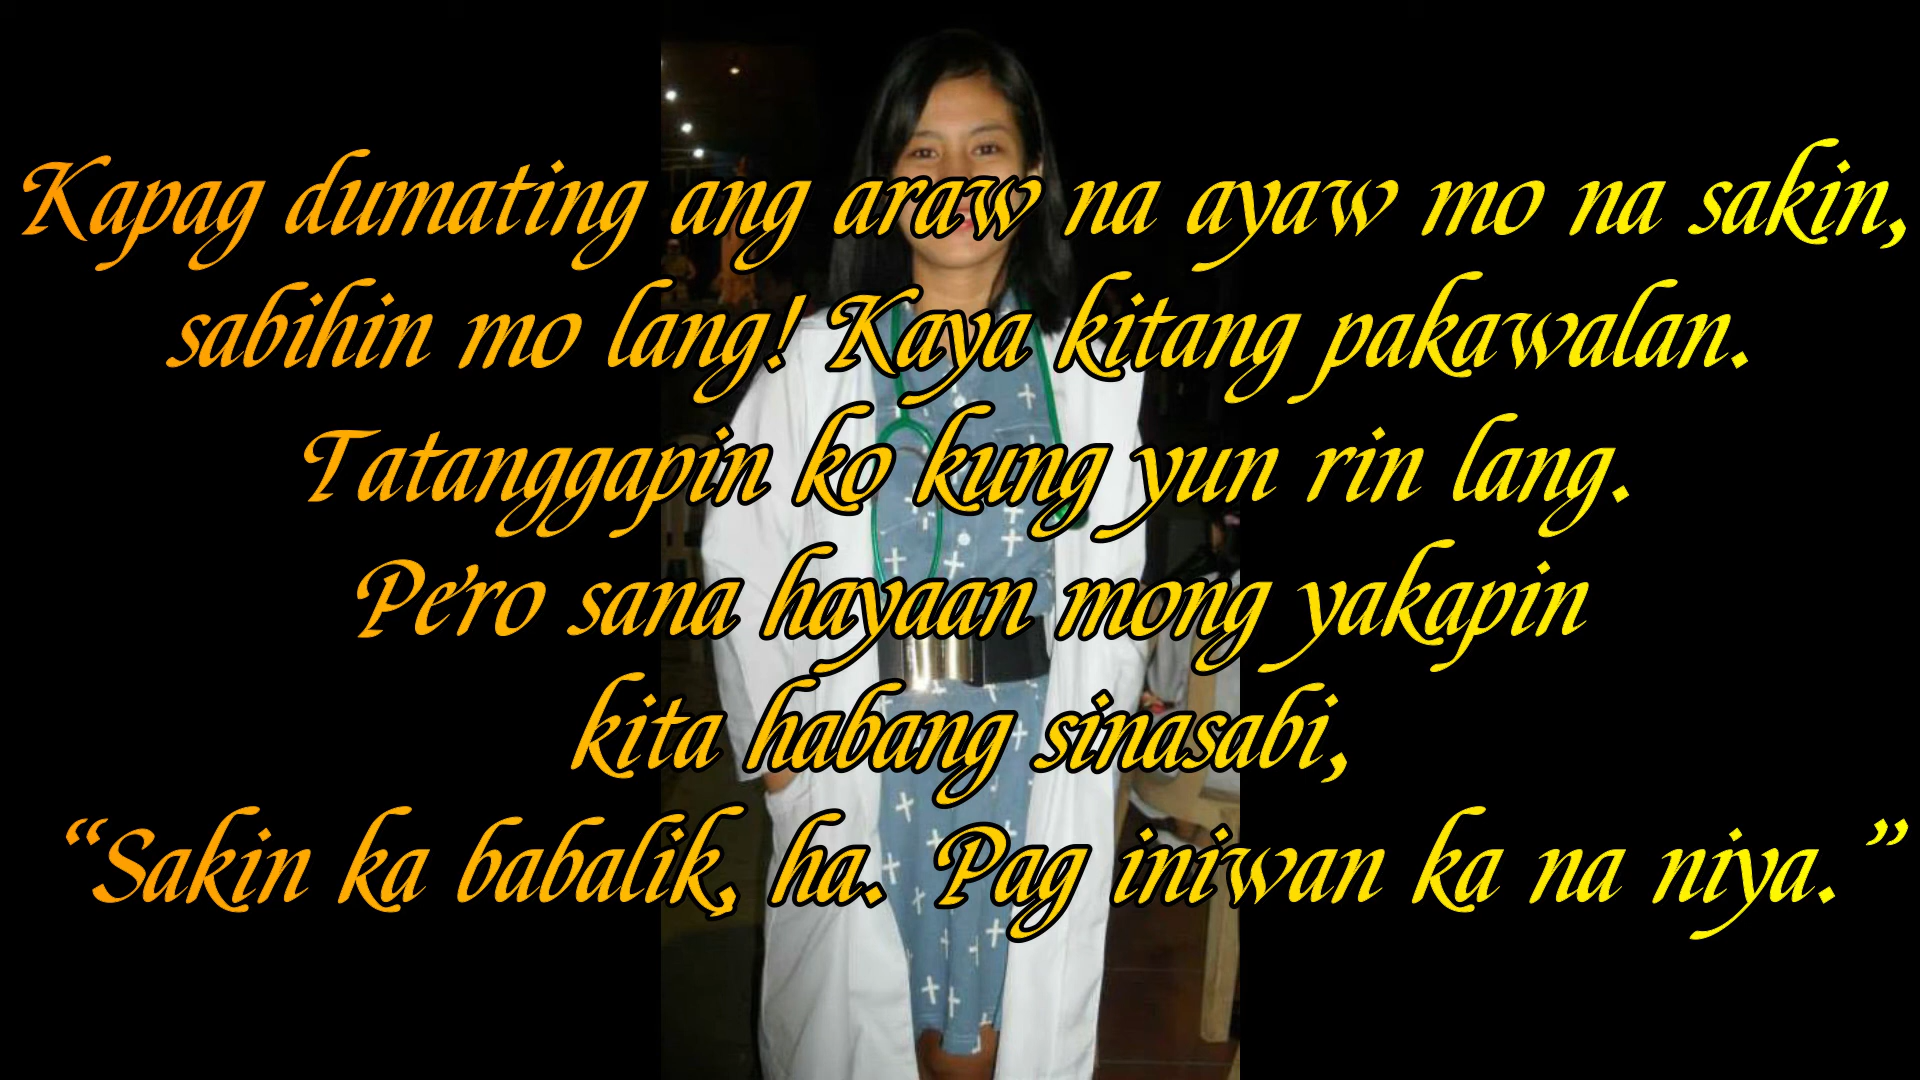 Kapag dumating ang araw na ayaw mo na sakin,
sabihin mo lang! Kaya kitang pakawalan.
Tatanggapin ko kung yun rin lang.
Pe'ro sana hayaan mong yakapin
kita habang sinasabi,
“Sakin ka babalik, ha. Pag iniwan ka na niya.”